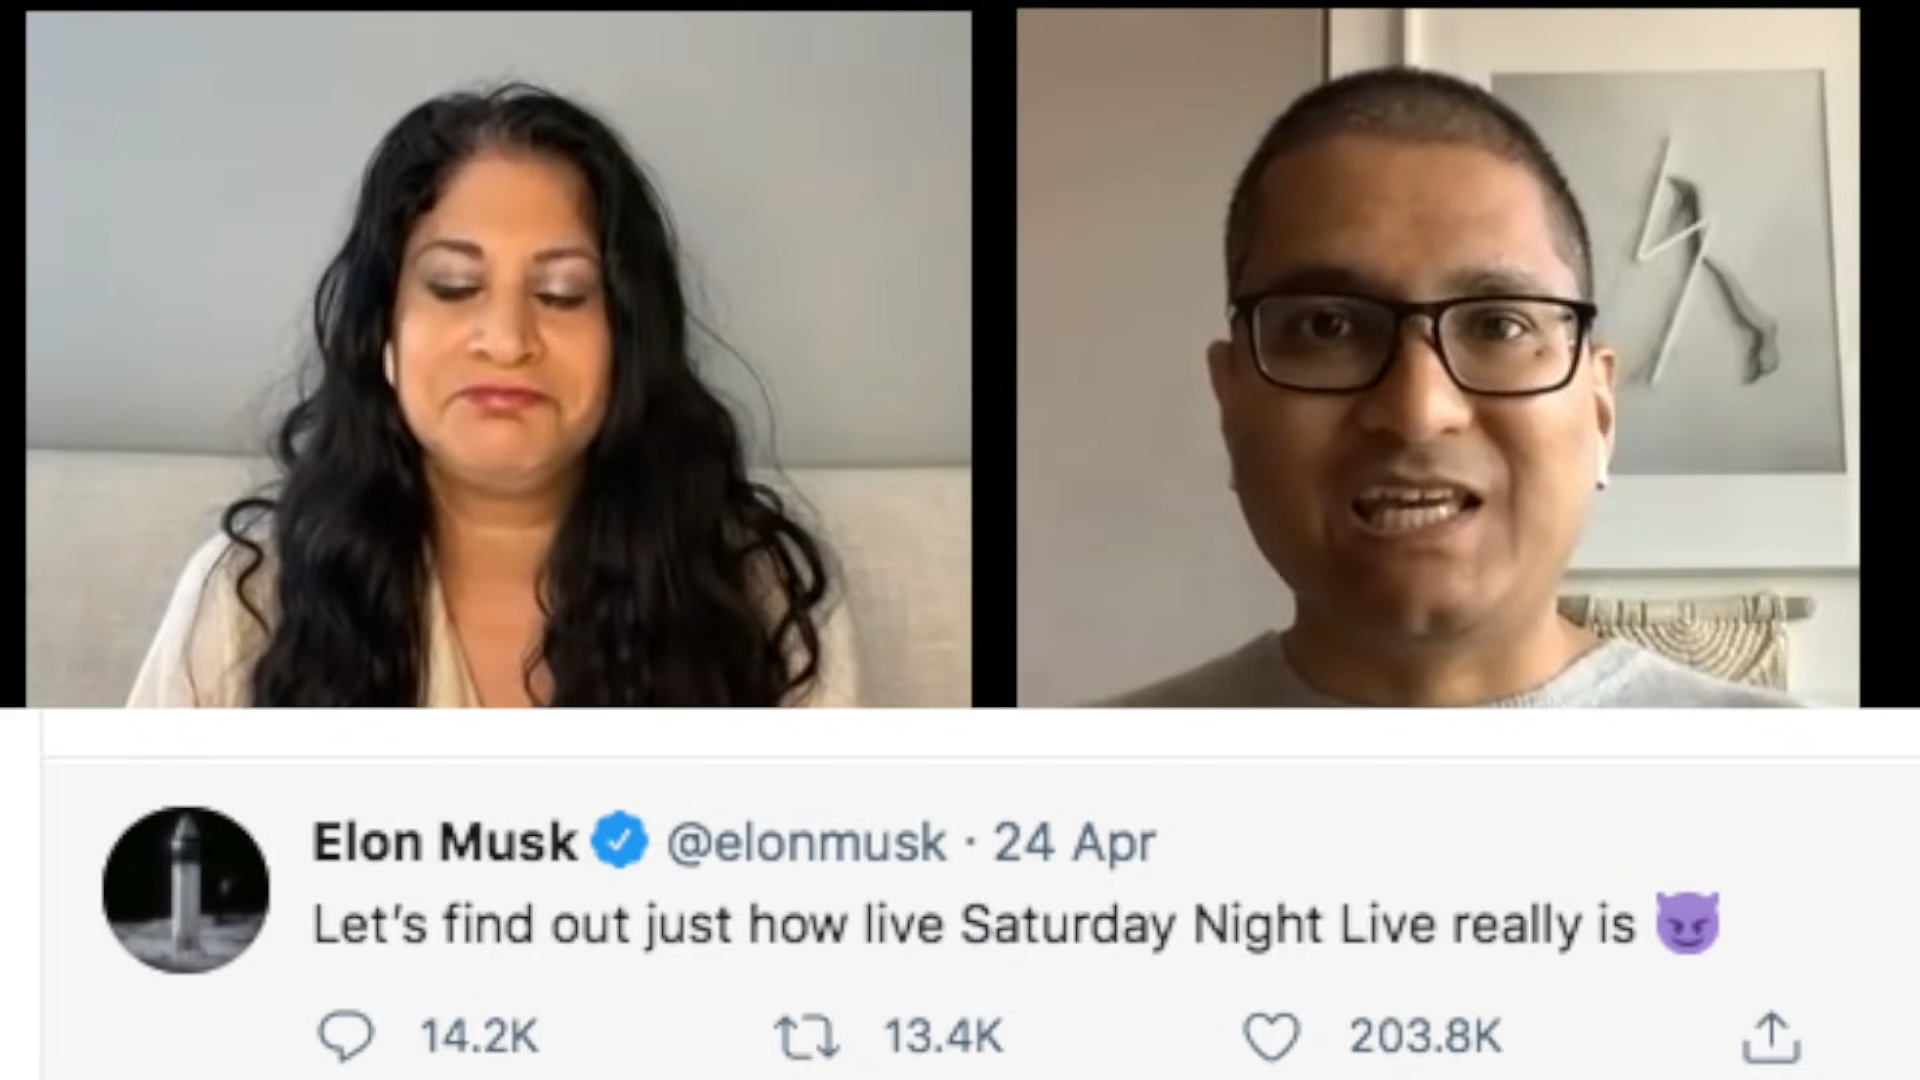 Elon Musk @elonmusk · 24 Apr
Let's find out just how live Saturday Night Live really is 😈
14.2K 13.4K 203.8K